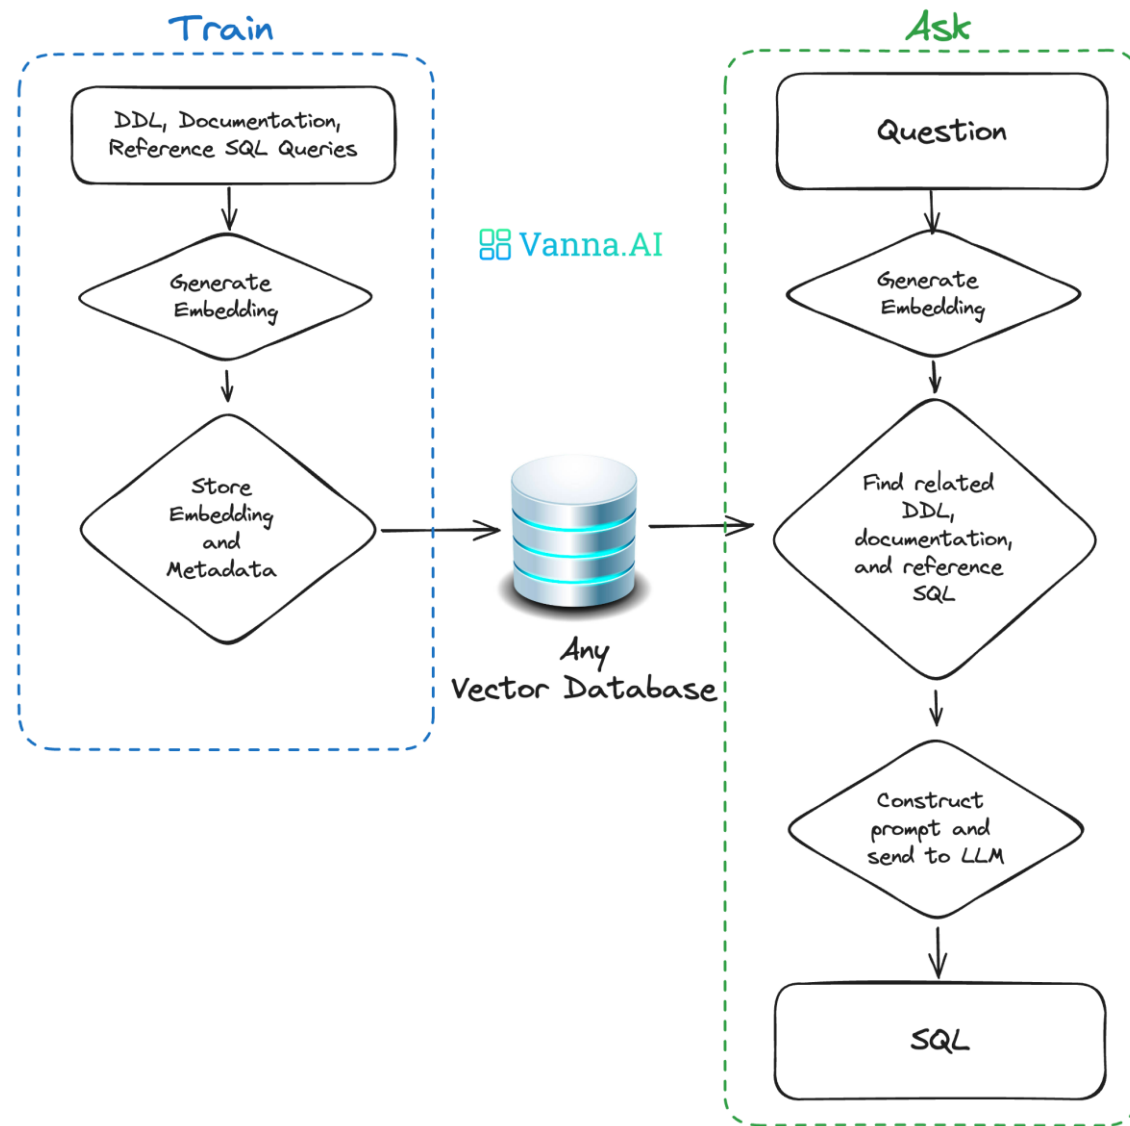 Train
DDL, Documentation,
Reference SQL Queries
Generate
Embedding
Store
Embedding
and
Metadata
Vanna.AI
Any
Vector Database
Ask
Question
Generate
Embedding
Find related
DDL,
documentation,
and reference
SQL
Construct
prompt and
send to LLM
SQL